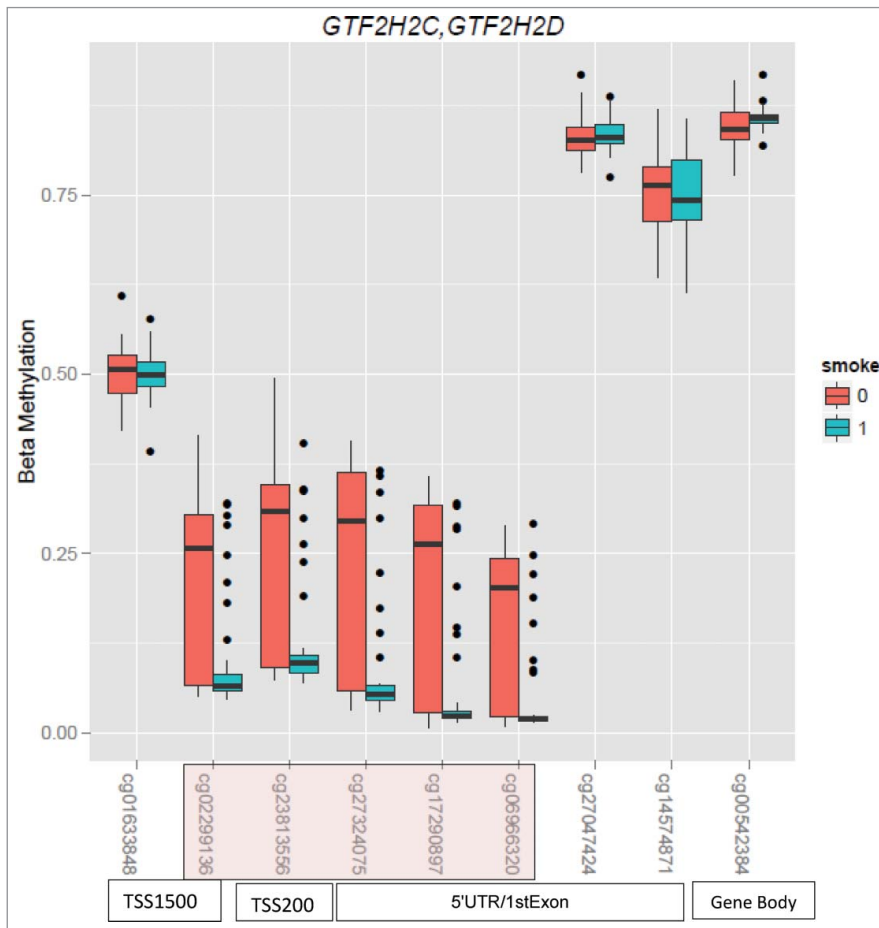 GTF2H2C,GTF2H2D
Beta Methylation
0.75
0.50
0.25
0.00
smoke
0
1
cg01633848
cg02299136
cg23813556
cg27324075
cg17290897
cg06966320
cg27047424
cg14574871
cg00542384
TSS1500
TSS200
5'UTR/1stExon
Gene Body